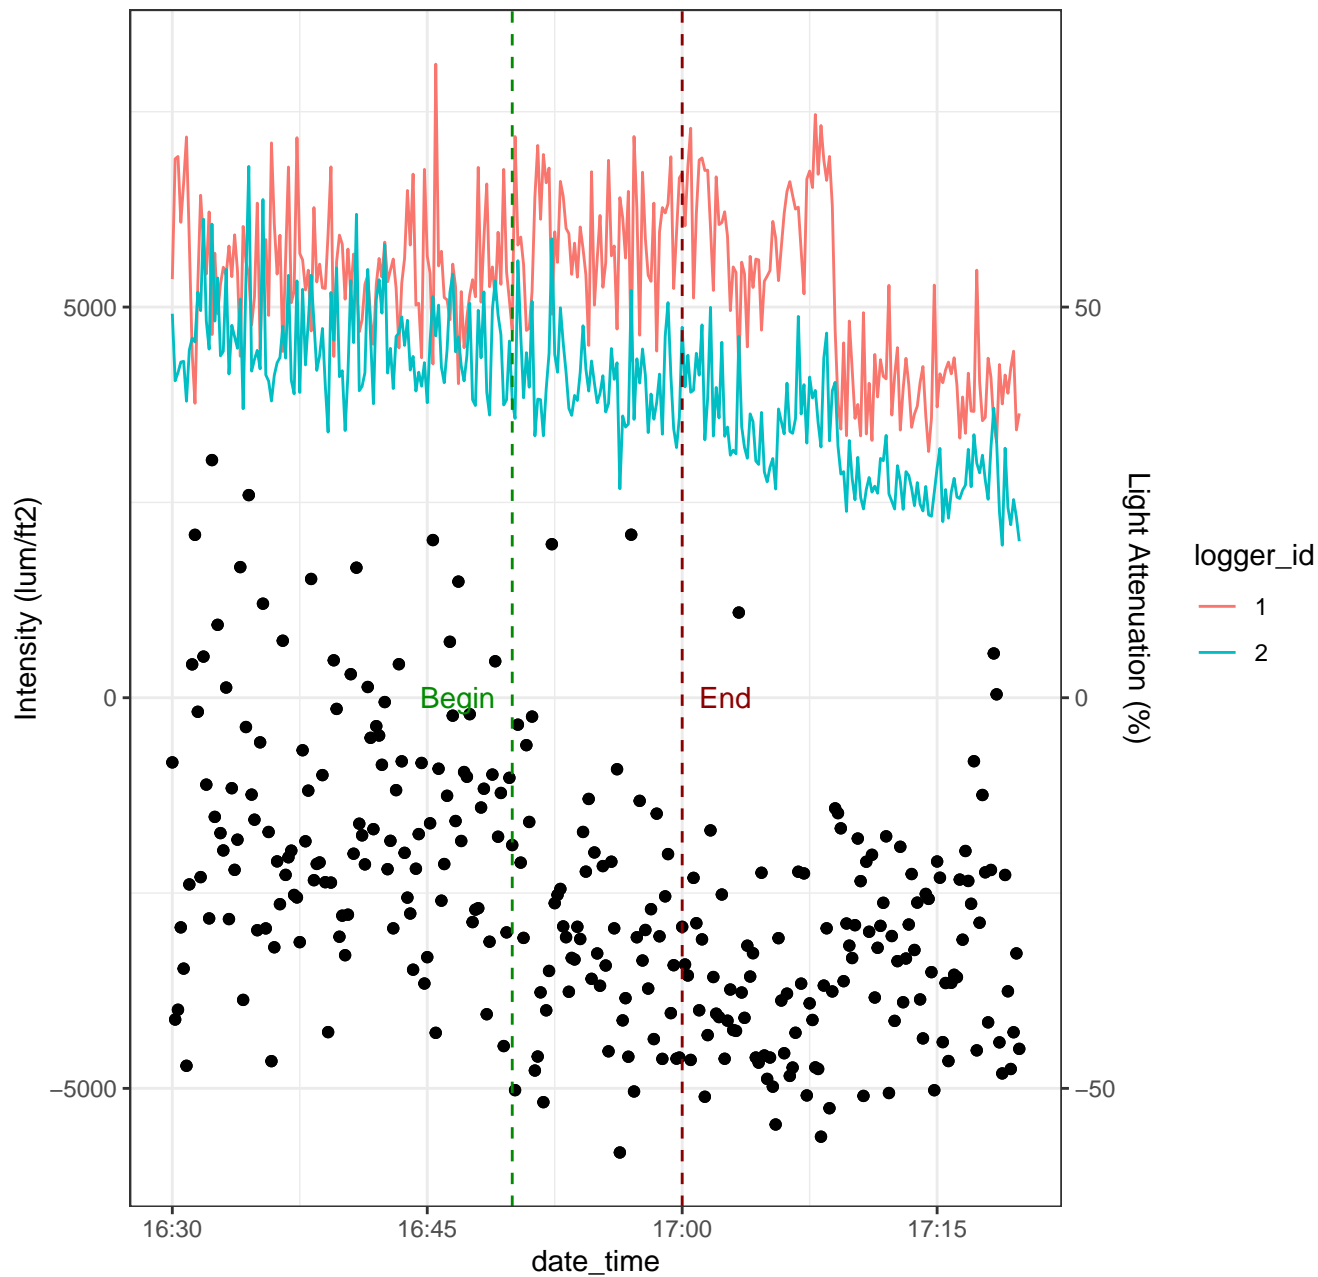 Intensity (lum/ft2)
5000
0
−5000
Begin
End
50
0
−50
Light Attenuation (%)
16:30
16:45
17:00
17:15
date_time
logger_id
1
2